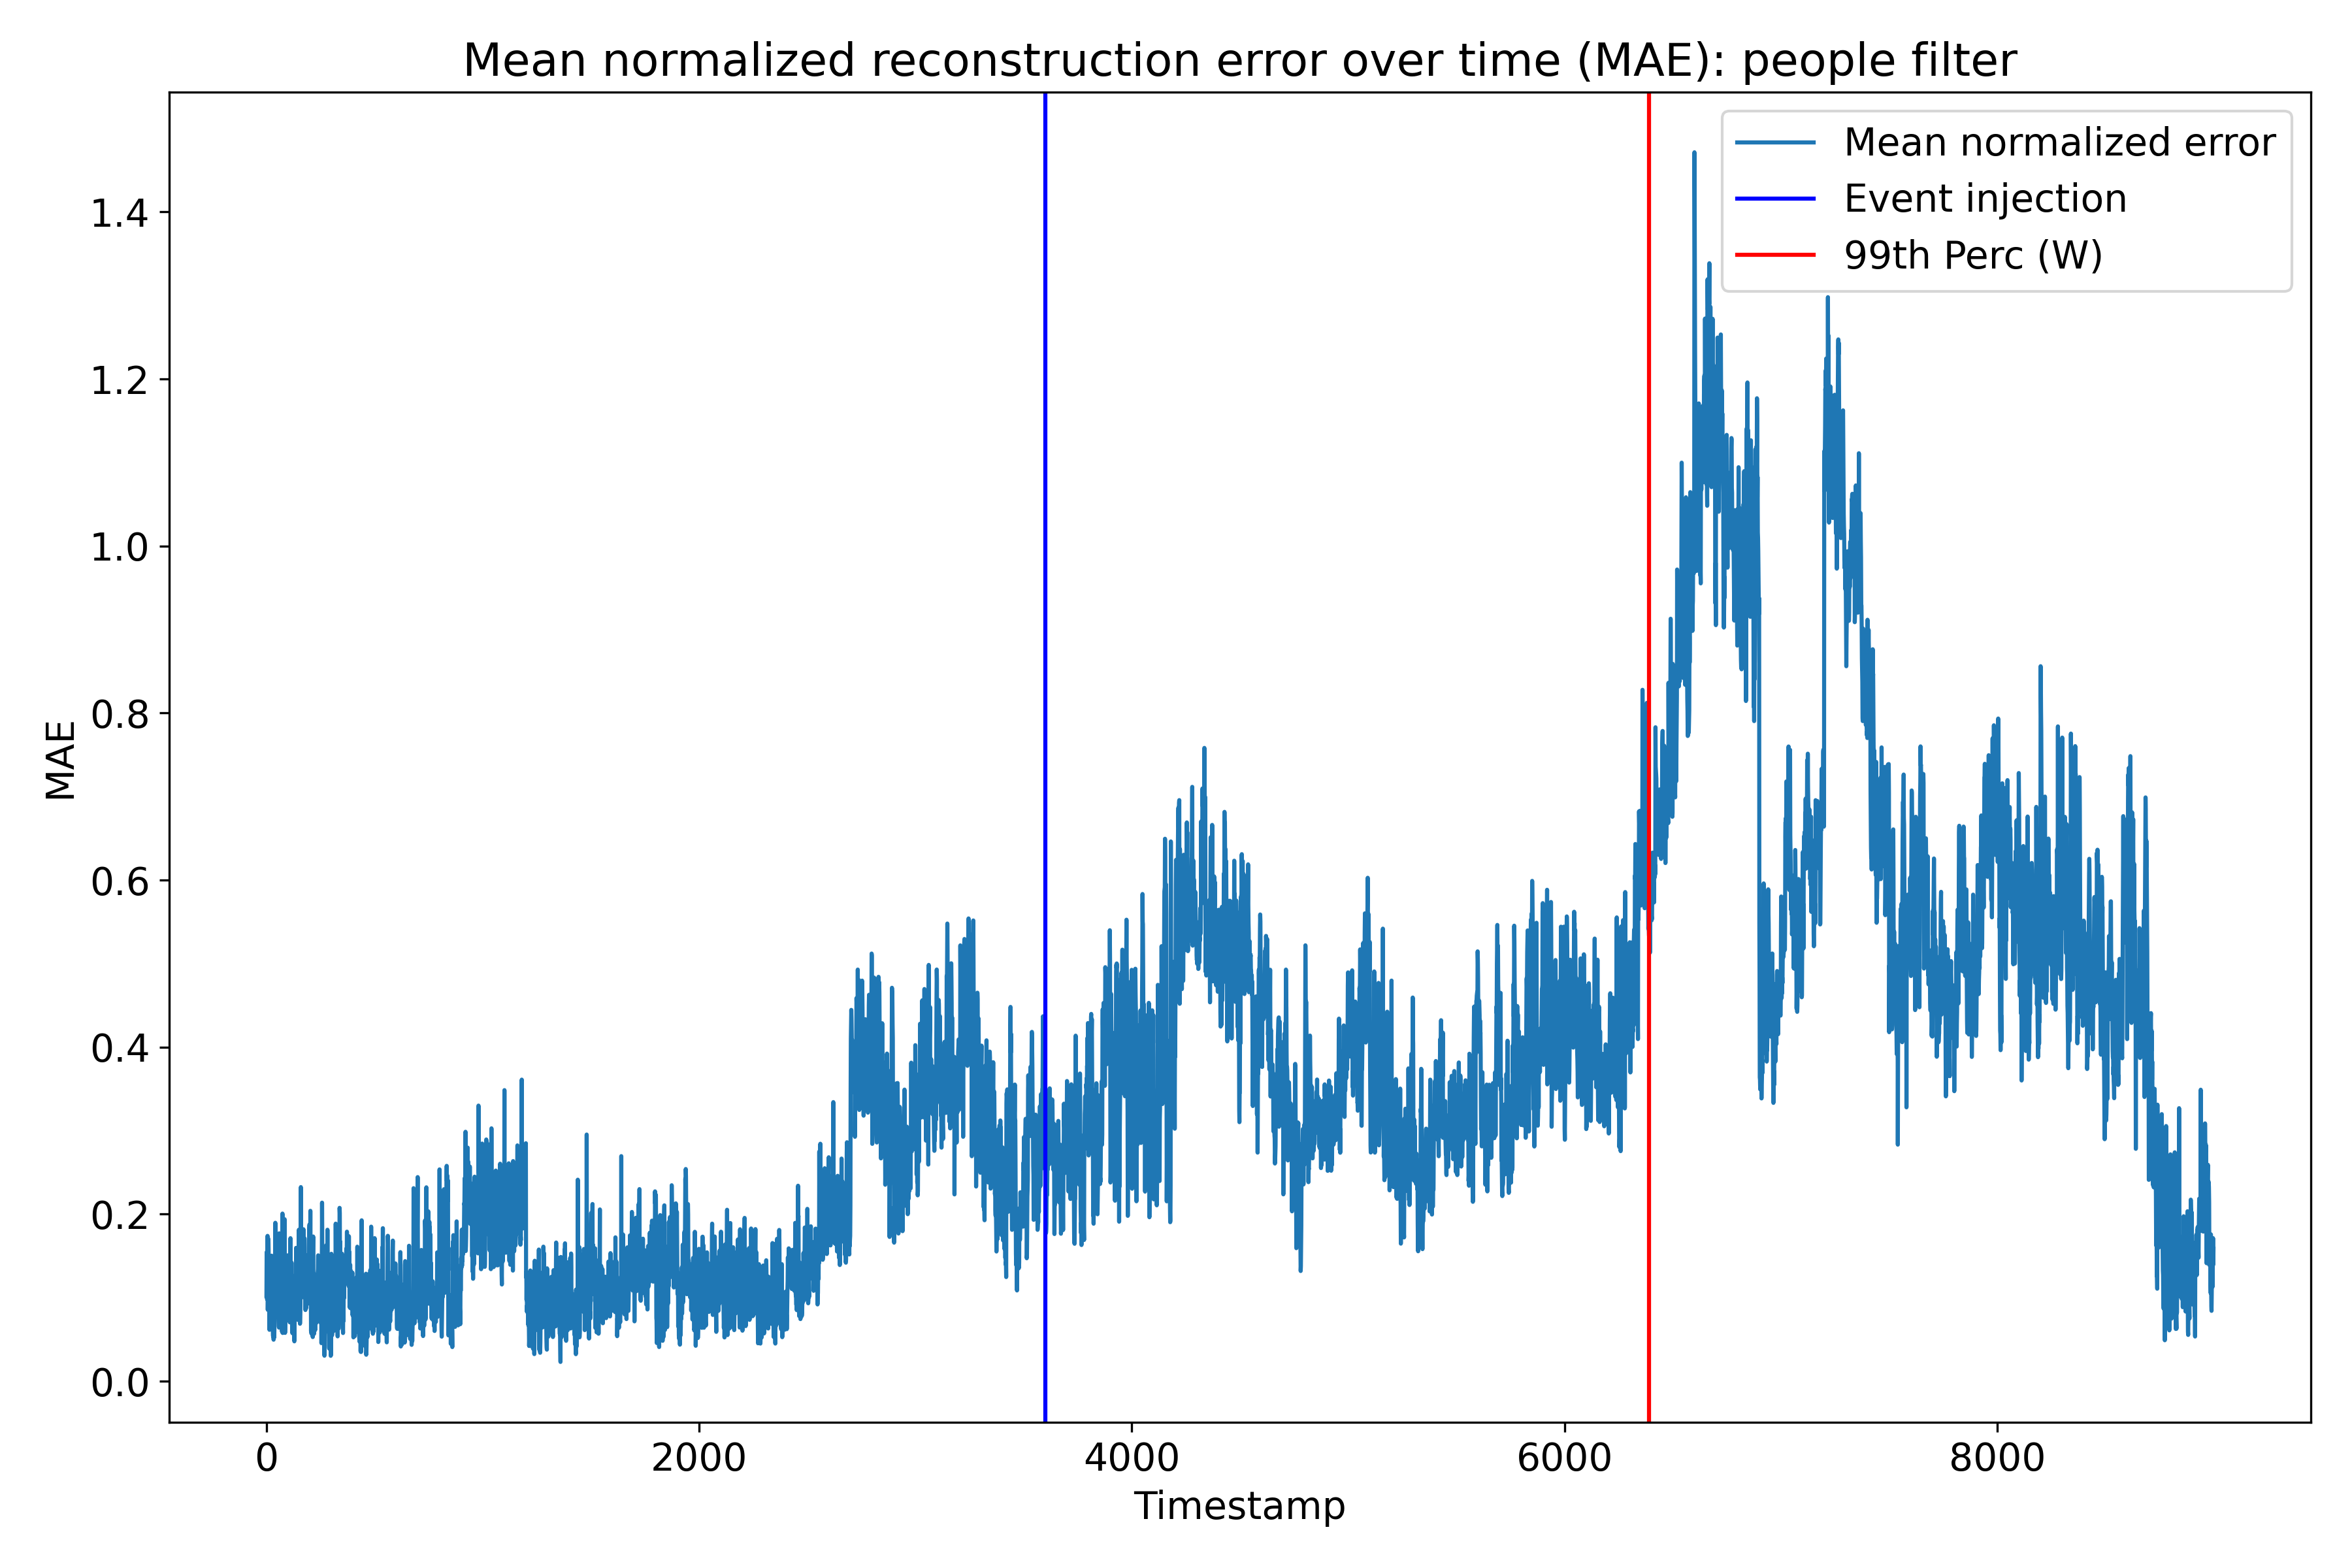 Mean normalized reconstruction error over time (MAE): people filter
Mean normalized error
Event injection
99th Perc (W)
1.4
1.2
1.0
0.8
0.6
0.4
0.2
0.0
MAE
0 2000 4000 6000 8000
Timestamp